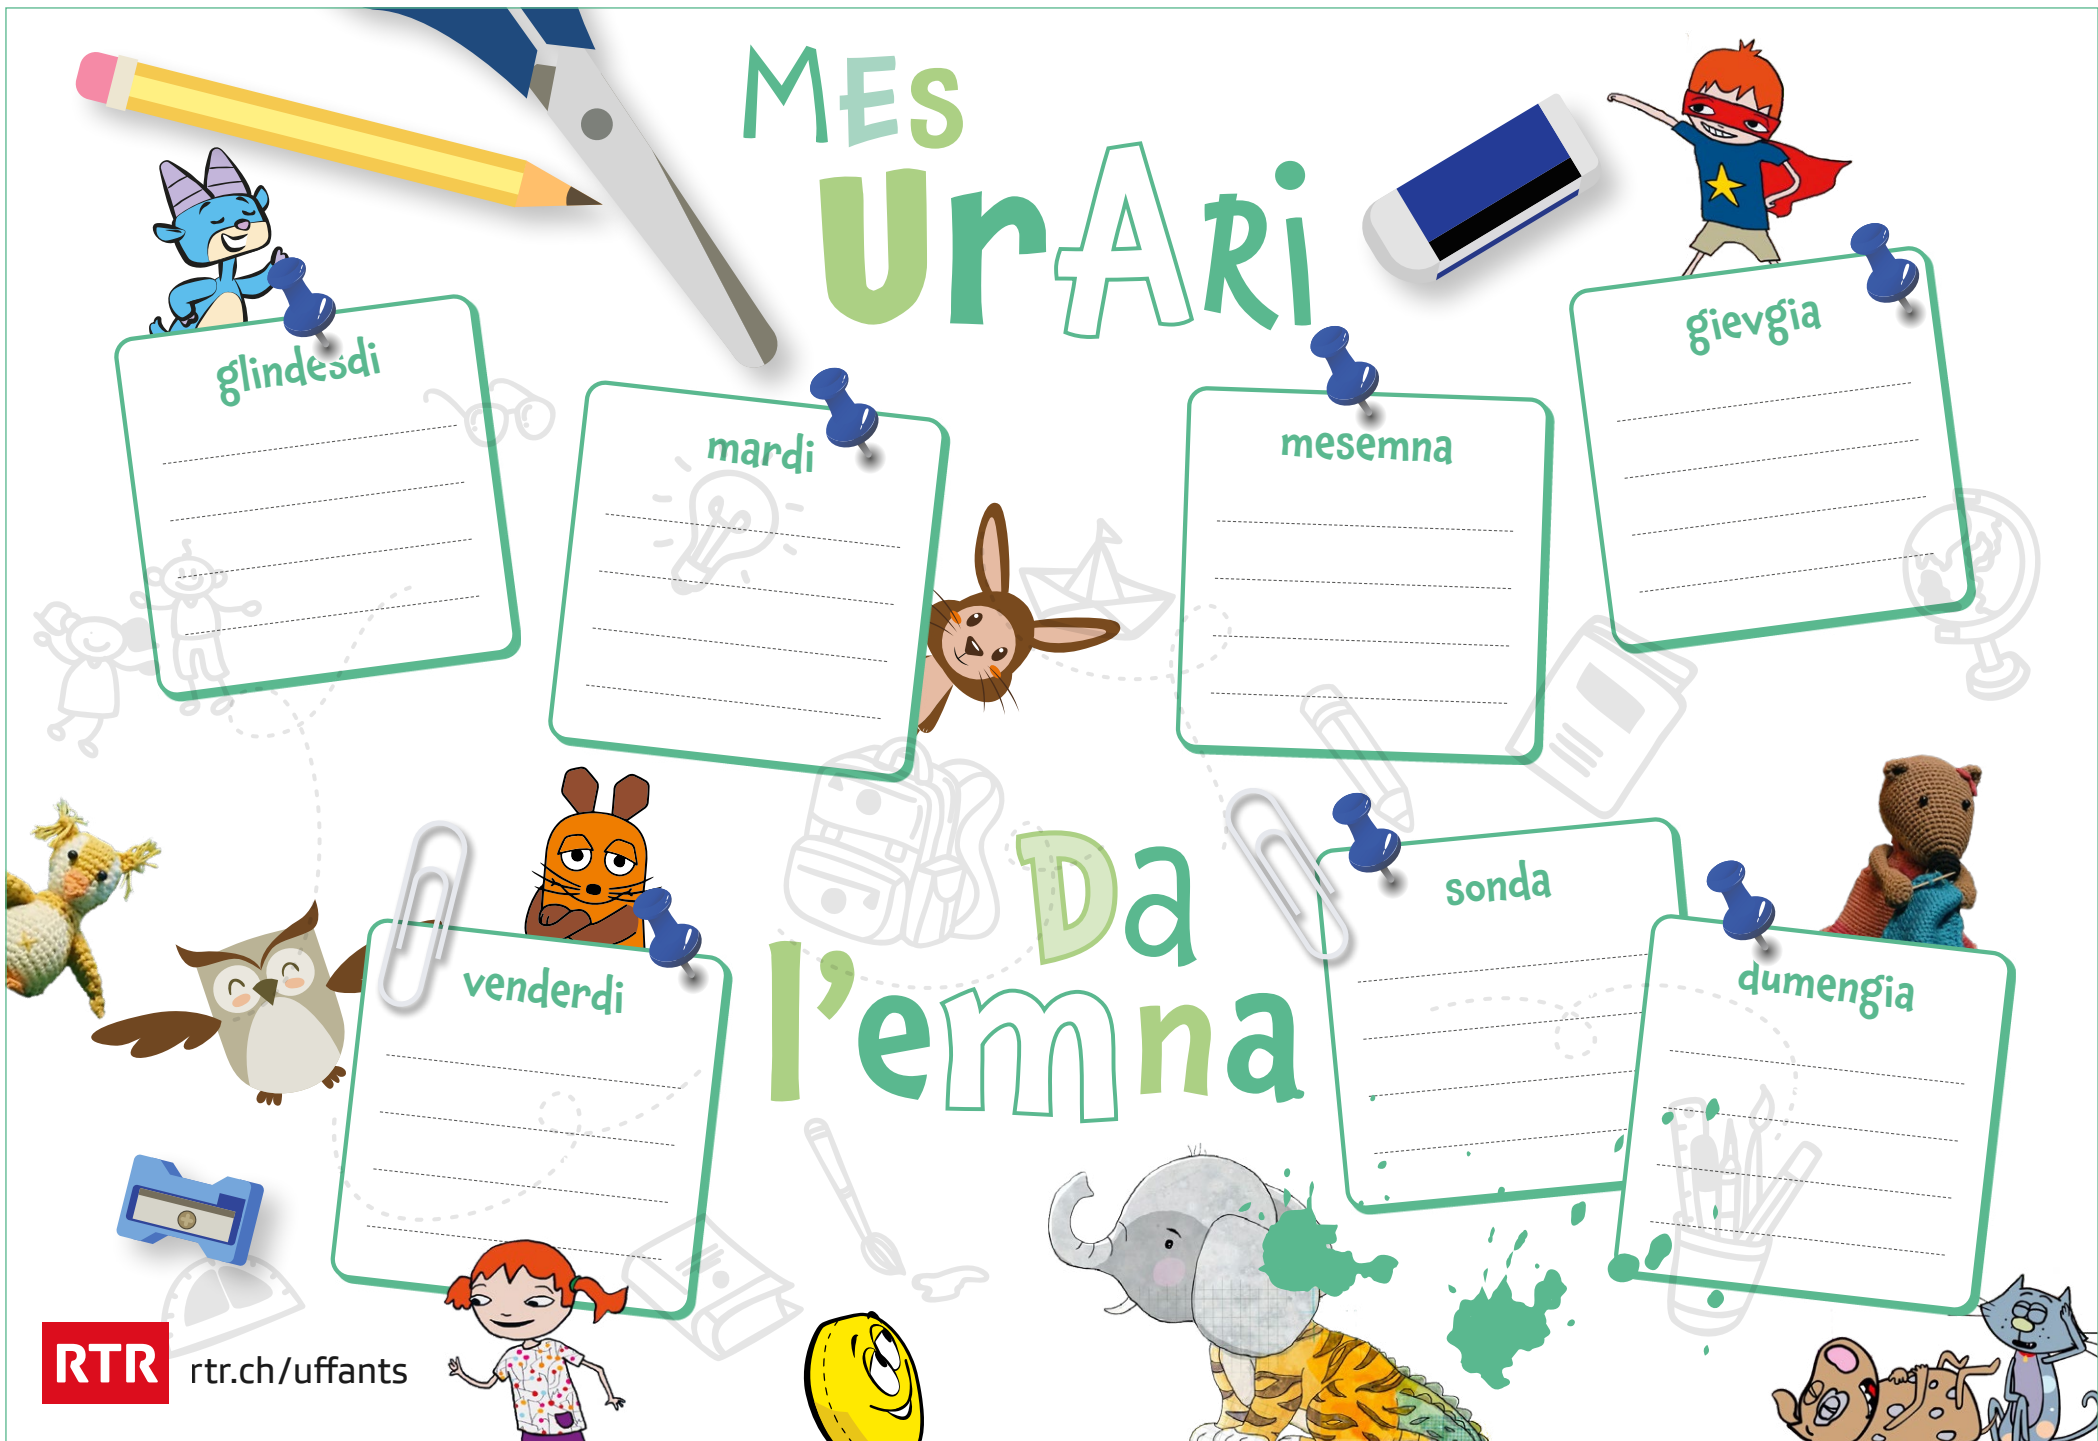 Mes
urAri
glindesdi
mardi
mesemna
gievgia
Da
l'emna
venderdi
sonda
dumengia
RTR rtr.ch/uffants